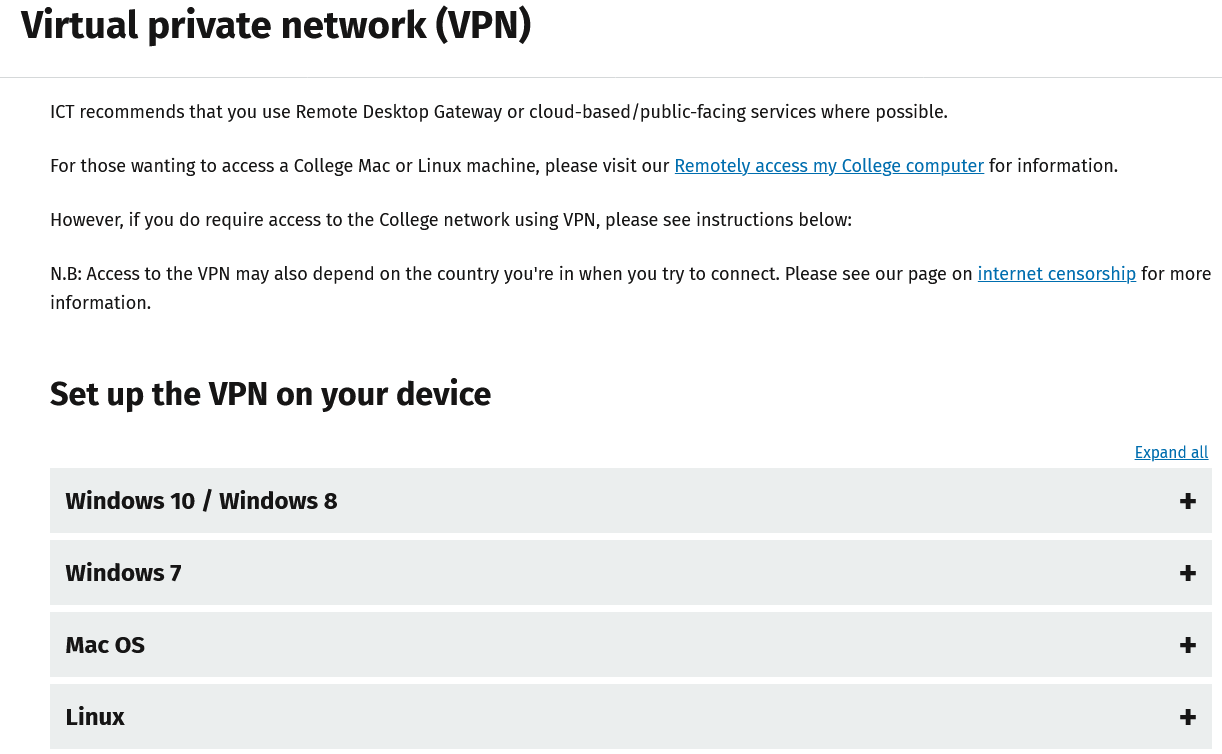 Virtual private network (VPN)
ICT recommends that you use Remote Desktop Gateway or cloud-based/public-facing services where possible.
For those wanting to access a College Mac or Linux machine, please visit our Remotely access my College computer for information.
However, if you do require access to the College network using VPN, please see instructions below:
N.B: Access to the VPN may also depend on the country you're in when you try to connect. Please see our page on internet censorship for more
information.
Set up the VPN on your device
Expand all
Windows 10 / Windows 8 +
Windows 7 +
Mac OS +
Linux +